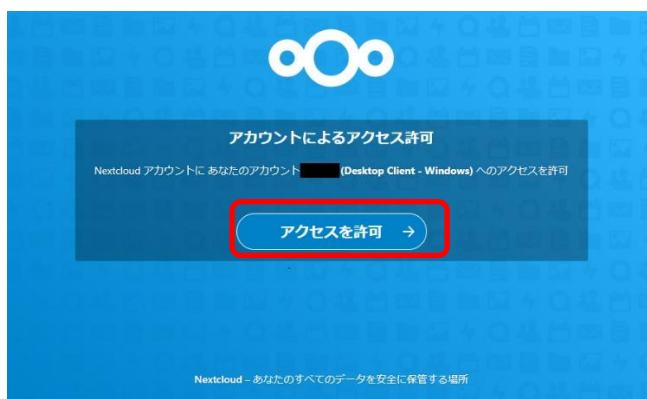 アカウントによるアクセス許可
Nextcloud アカウントに あなたのアカウント (Desktop Client - Windows) へのアクセスを許可
アクセスを許可 →
Nextcloud – あなたのすべてのデータを安全に保管する場所